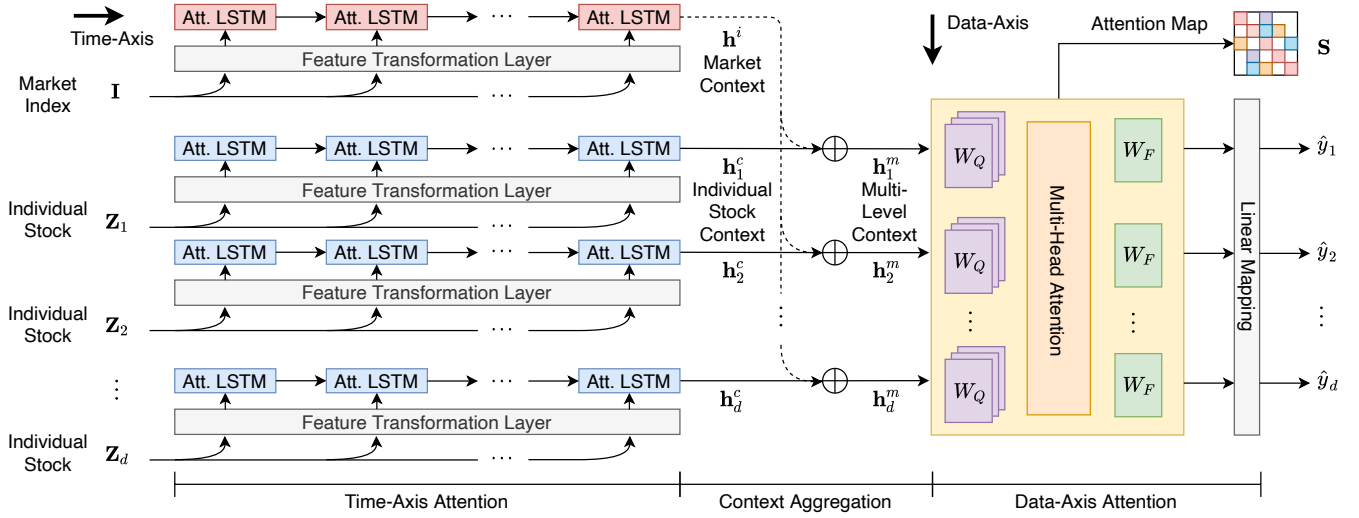 Time-Axis
Att. LSTM Att. LSTM ··· Att. LSTM
Feature Transformation Layer
Market
Index
I
···
h^i
Market
Context
Data-Axis
Attention Map
S
Att. LSTM Att. LSTM ··· Att. LSTM
Feature Transformation Layer
Individual
Stock
Z_1
···
h_1^c
Individual
Stock
Context
h_1^m
Multi-
Level
Context
Att. LSTM Att. LSTM ··· Att. LSTM
Feature Transformation Layer
Individual
Stock
Z_2
···
h_2^c
h_2^m
⋮
⋮
Att. LSTM Att. LSTM ··· Att. LSTM
Feature Transformation Layer
Individual
Stock
Z_d
···
h_d^c
h_d^m
W_Q
W_Q
⋮
W_Q
Multi-Head Attention
W_F
W_F
⋮
W_F
Linear Mapping
ŷ_1
ŷ_2
⋮
ŷ_d
Time-Axis Attention
Context Aggregation
Data-Axis Attention